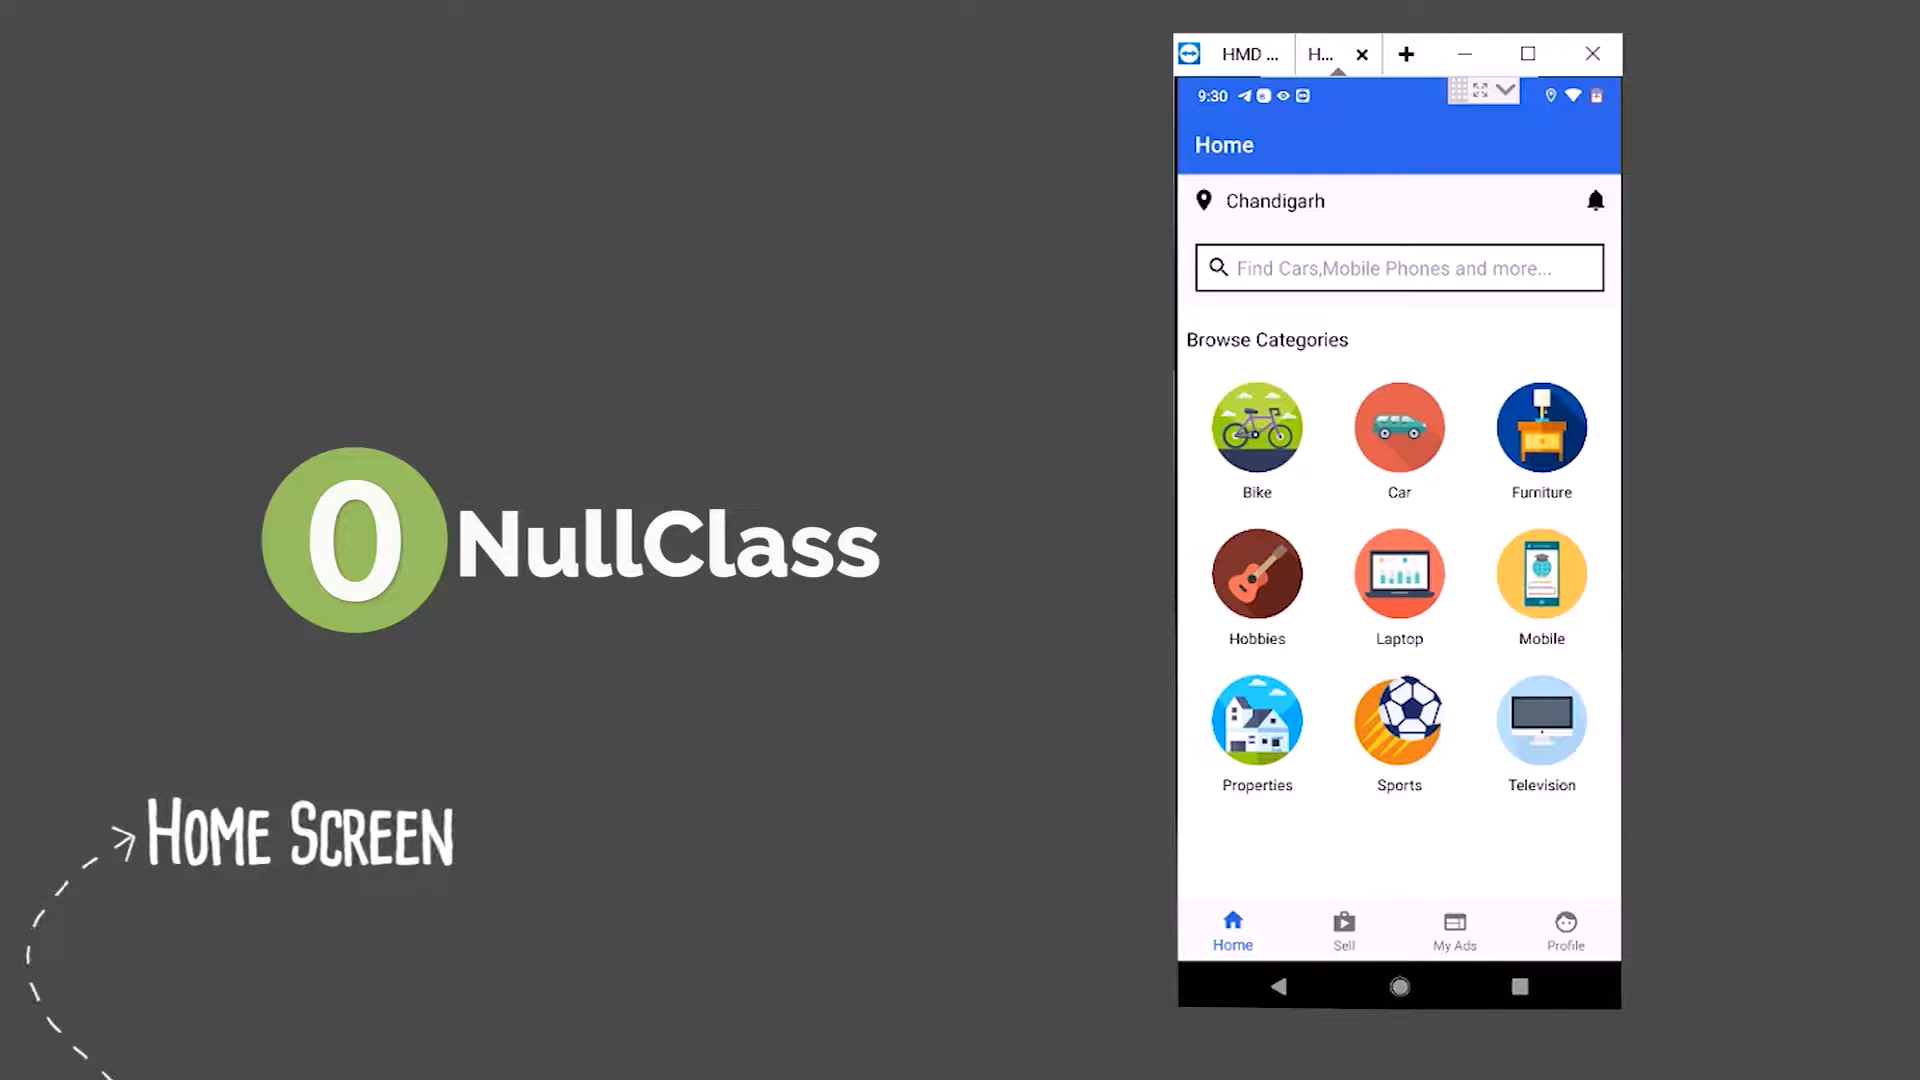 HMD ...
H...
9:30
Home
Chandigarh
Find Cars,Mobile Phones and more...
Browse Categories
Bike
Car
Furniture
Hobbies
Laptop
Mobile
Properties
Sports
Television
Home
Sell
My Ads
Profile
0 NullClass
HOME SCREEN